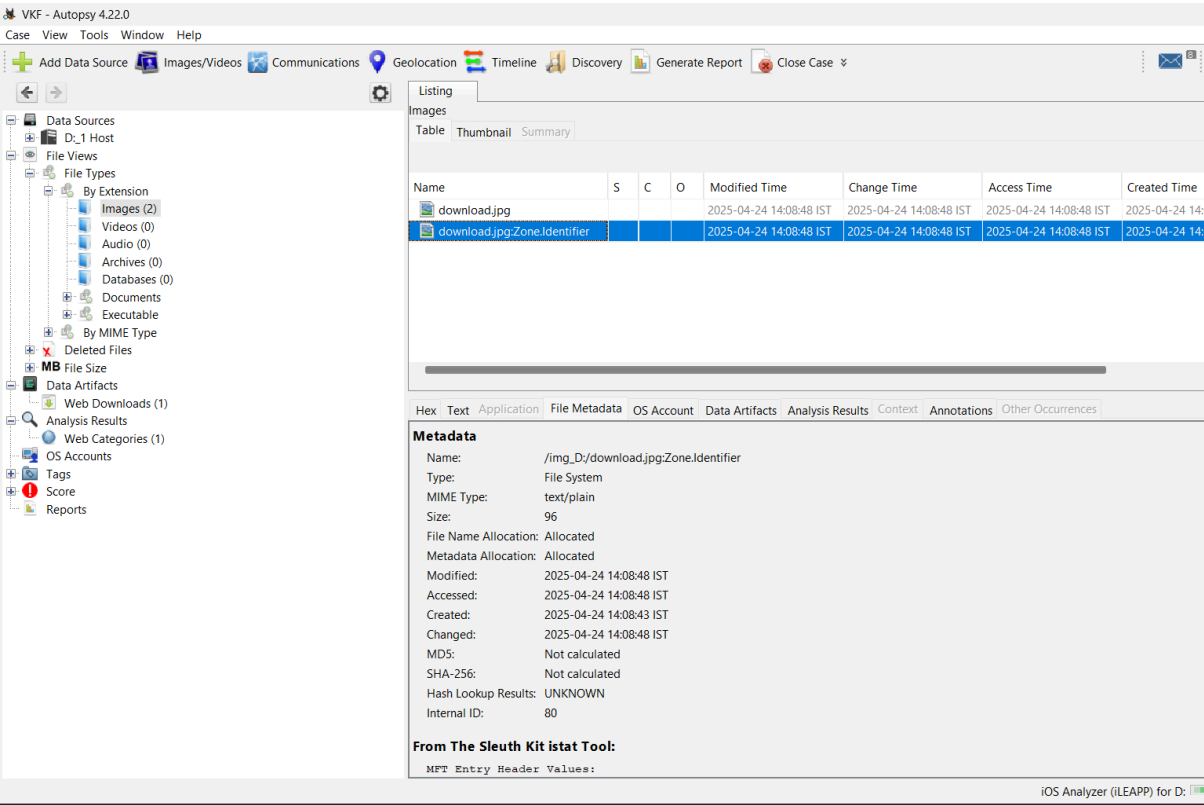 VKF - Autopsy 4.22.0
Case View Tools Window Help
Add Data Source Images/Videos Communications Geolocation Timeline Discovery Generate Report Close Case 8
Listing
Images
Table Thumbnail Summary
Data Sources
D:_1 Host
File Views
File Types
By Extension
Images (2)
Videos (0)
Audio (0)
Archives (0)
Databases (0)
Documents
Executable
By MIME Type
Deleted Files
MB File Size
Data Artifacts
Web Downloads (1)
Analysis Results
Web Categories (1)
OS Accounts
Tags
Score
Reports
Name S C O Modified Time Change Time Access Time Created Time
download.jpg 2025-04-24 14:08:48 IST 2025-04-24 14:08:48 IST 2025-04-24 14:08:48 IST 2025-04-24 14:
download.jpg:Zone.Identifier 2025-04-24 14:08:48 IST 2025-04-24 14:08:48 IST 2025-04-24 14:08:48 IST 2025-04-24 14:
Hex Text Application File Metadata OS Account Data Artifacts Analysis Results Context Annotations Other Occurrences
Metadata
Name: /img_D:/download.jpg:Zone.Identifier
Type: File System
MIME Type: text/plain
Size: 96
File Name Allocation: Allocated
Metadata Allocation: Allocated
Modified: 2025-04-24 14:08:48 IST
Accessed: 2025-04-24 14:08:48 IST
Created: 2025-04-24 14:08:43 IST
Changed: 2025-04-24 14:08:48 IST
MD5: Not calculated
SHA-256: Not calculated
Hash Lookup Results: UNKNOWN
Internal ID: 80
From The Sleuth Kit istat Tool:
MFT Entry Header Values:
iOS Analyzer (iLEAPP) for D: